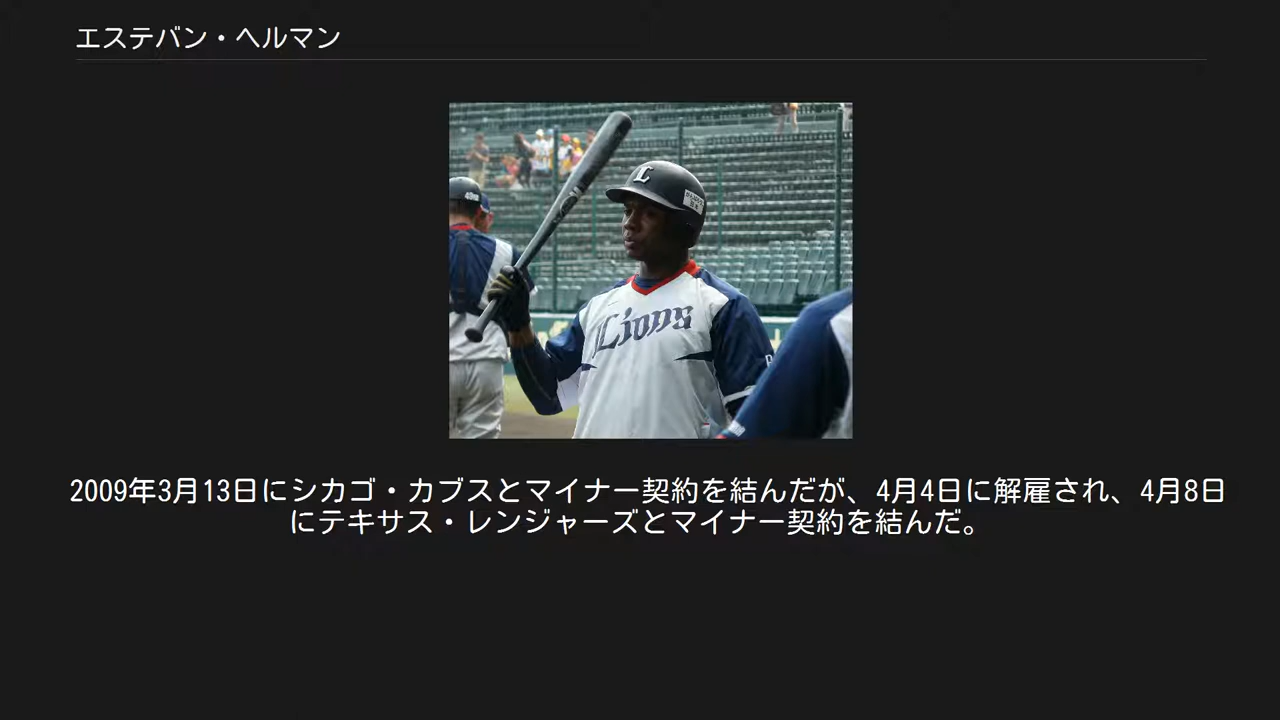 エステバン・ヘルマン
L
Lions
2009年3月13日にシカゴ・カブスとマイナー契約を結んだが、4月4日に解雇され、4月8日
にテキサス・レンジャーズとマイナー契約を結んだ。